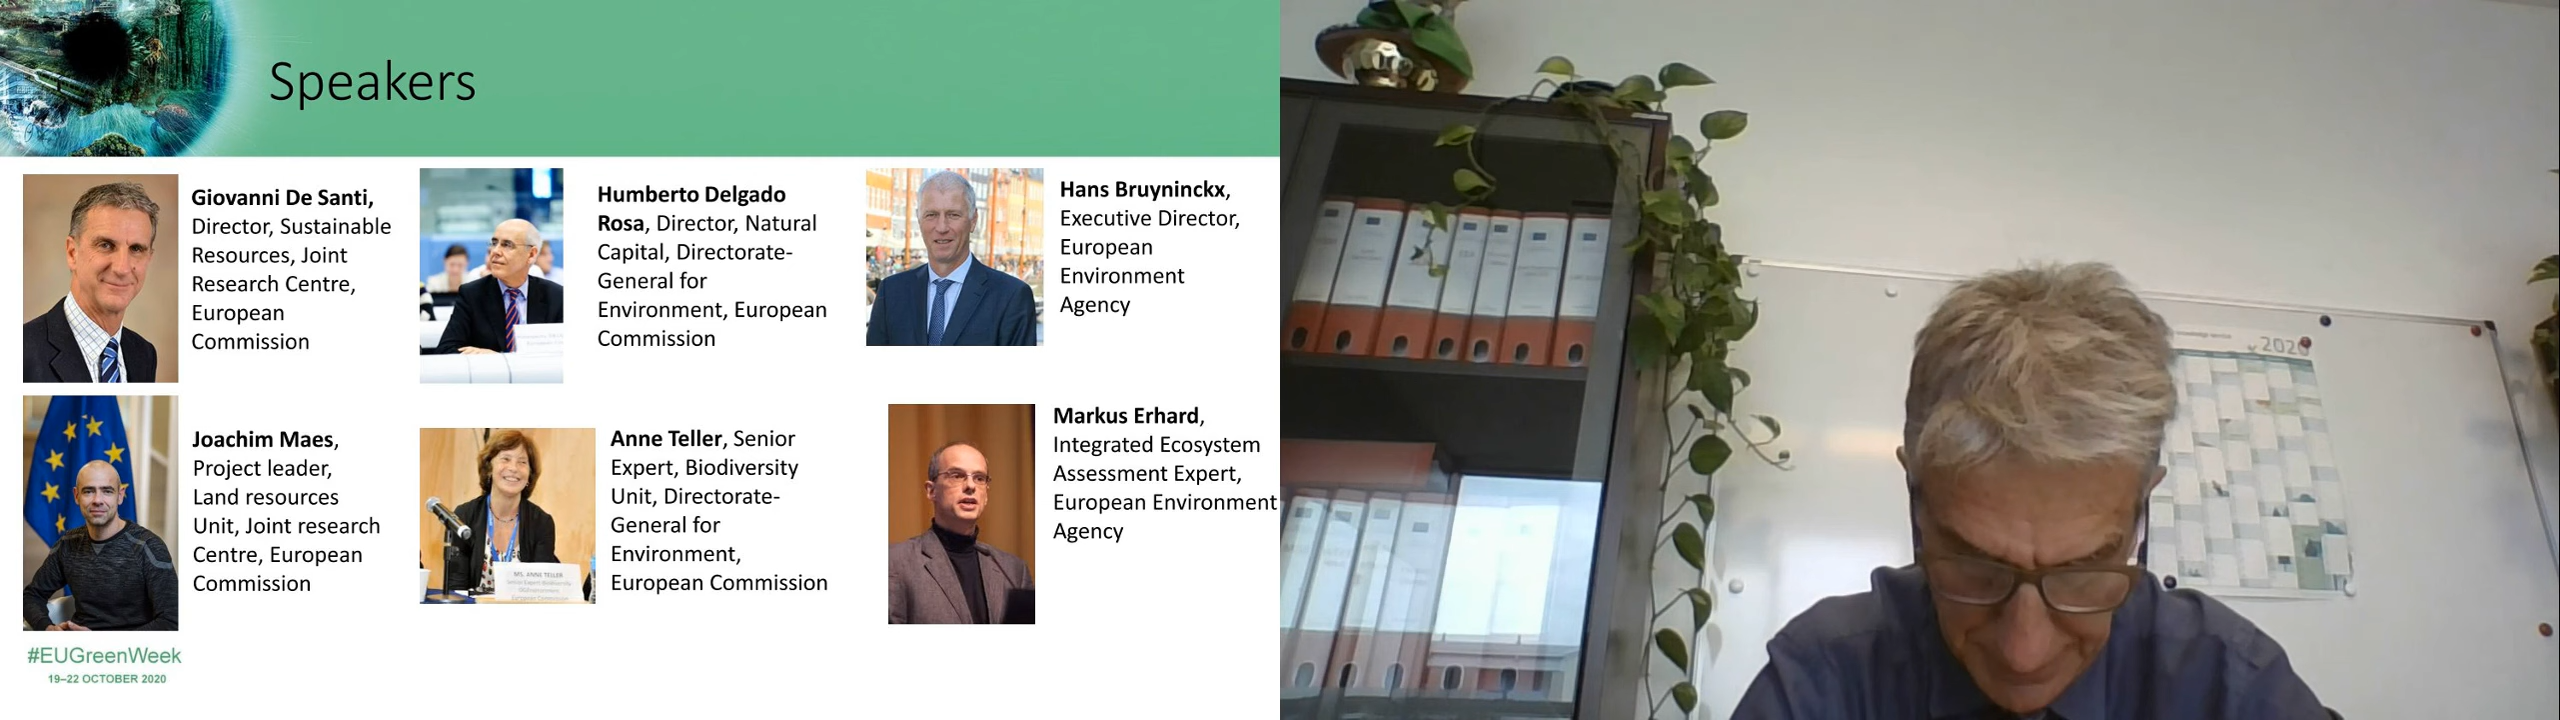 Speakers
Giovanni De Santi,
Director, Sustainable
Resources, Joint
Research Centre,
European
Commission
Humberto Delgado
Rosa, Director, Natural
Capital, Directorate-
General for
Environment, European
Commission
Hans Bruyninckx,
Executive Director,
European
Environment
Agency
Joachim Maes,
Project leader,
Land resources
Unit, Joint research
Centre, European
Commission
Anne Teller, Senior
Expert, Biodiversity
Unit, Directorate-
General for
Environment,
European Commission
MS. ANNE TELLER
Markus Erhard,
Integrated Ecosystem
Assessment Expert,
European Environment
Agency
#EUGreenWeek
19–22 OCTOBER 2020
2020